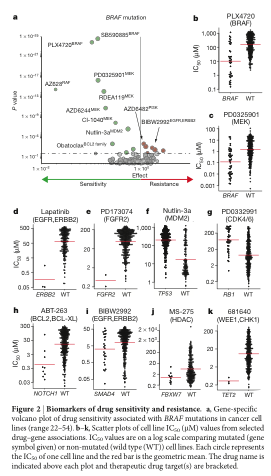 a
BRAF mutation
b
PLX4720
(BRAF)
SB590885BRAF
PLX4720BRAF
AZ628RAF
PD0325901MEK
RDEA119MEK
AZD6244MEK
AZD6482PI3K
CI-1040MEK
BIBW2992EGFR,ERBB2
Nutlin-3aMDM2
ObatoclaxBCL2 family
P value
Effect
Sensitivity
Resistance
IC50 (μM)
BRAF WT
c
PD0325901
(MEK)
IC50 (μM)
BRAF WT
d
Lapatinib
(EGFR,ERBB2)
IC50 (μM)
ERBB2 WT
e
PD173074
(FGFR2)
FGFR2 WT
f
Nutlin-3a
(MDM2)
TP53 WT
g
PD0332991
(CDK4/6)
RB1 WT
h
ABT-263
(BCL2,BCL-XL)
IC50 (μM)
NOTCH1 WT
i
BIBW2992
(EGFR,ERBB2)
SMAD4 WT
j
MS-275
(HDAC)
FBXW7 WT
k
681640
(WEE1,CHK1)
TET2 WT
Figure 2 | Biomarkers of drug sensitivity and resistance. a, Gene-specific
volcano plot of drug sensitivity associated with BRAF mutations in cancer cell
lines (range 22–54). b–k, Scatter plots of cell line IC50 (μM) values from selected
drug–gene associations. IC50 values are on a log scale comparing mutated (gene
symbol given) or non-mutated (wild type (WT)) cell lines. Each circle represents
the IC50 of one cell line and the red bar is the geometric mean. The drug name is
indicated above each plot and therapeutic drug target(s) are bracketed.